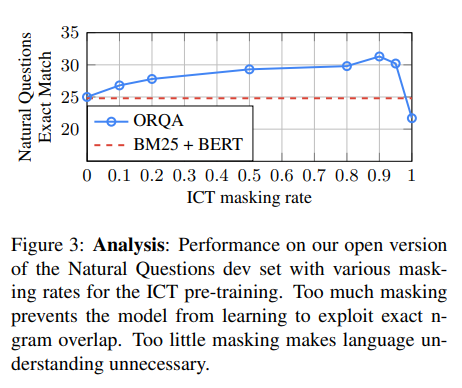 Natural Questions
Exact Match
35
30
25
20
ORQA
BM25 + BERT
0 0.1 0.2 0.3 0.4 0.5 0.6 0.7 0.8 0.9 1
ICT masking rate
Figure 3: Analysis: Performance on our open version
of the Natural Questions dev set with various mask-
ing rates for the ICT pre-training. Too much masking
prevents the model from learning to exploit exact n-
gram overlap. Too little masking makes language un-
derstanding unnecessary.